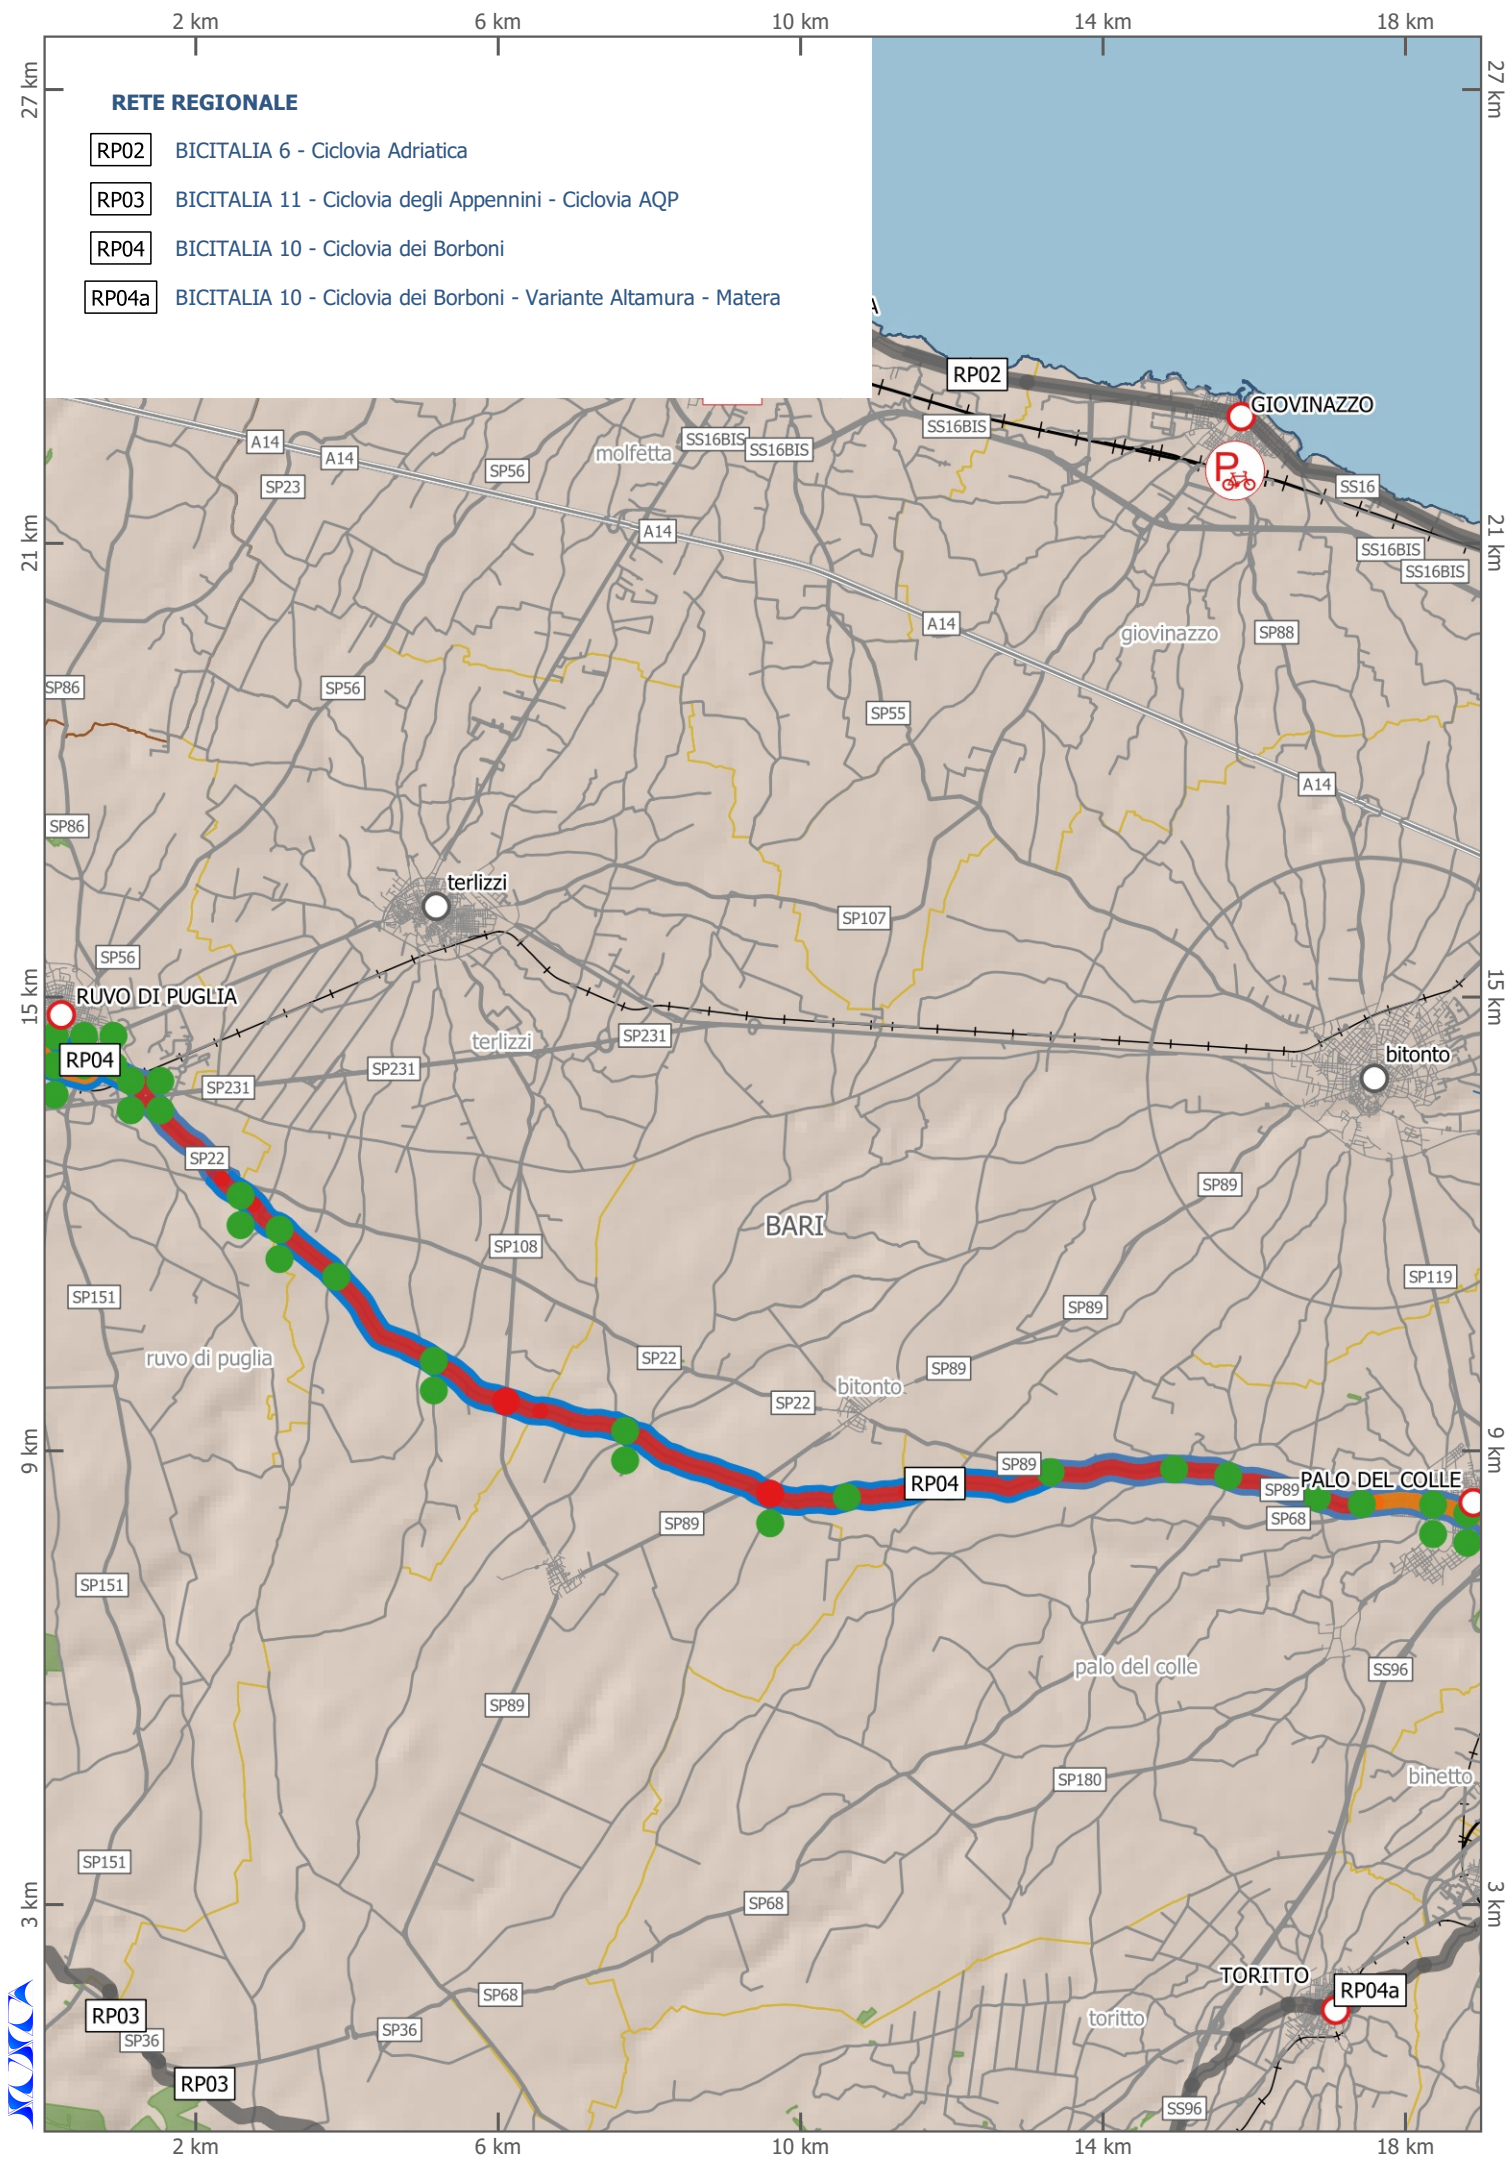 2 km
6 km
10 km
14 km
18 km
27 km
27 km
RETE REGIONALE
RP02 BICITALIA 6 - Ciclovia Adriatica
RP03 BICITALIA 11 - Ciclovia degli Appennini - Ciclovia AQP
RP04 BICITALIA 10 - Ciclovia dei Borboni
RP04a BICITALIA 10 - Ciclovia dei Borboni - Variante Altamura - Matera
A
RP02
GIOVINAZZO
SS16BIS
SS16BIS
SS16BIS
A14
A14
molfetta
SP56
P
SP23
SS16
A14
21 km
21 km
SS16BIS
SS16BIS
A14
giovinazzo
SP88
SP86
SP56
SP55
A14
SP86
terlizzi
SP107
SP56
RUVO DI PUGLIA
15 km
15 km
terlizzi
SP231
RP04
bitonto
SP231
SP231
SP22
SP89
BARI
SP108
SP119
SP151
SP89
ruvo di puglia
SP22
SP89
bitonto
SP22
9 km
9 km
SP89
RP04
PALO DEL COLLE
SP89
SP89
SP68
SP151
palo del colle
SS96
SP89
SP180
binetto
SP151
SP68
3 km
3 km
TORITTO
RP04a
SP68
RP03
toritto
SP36
SP36
RP03
SS96
2 km
6 km
10 km
14 km
18 km